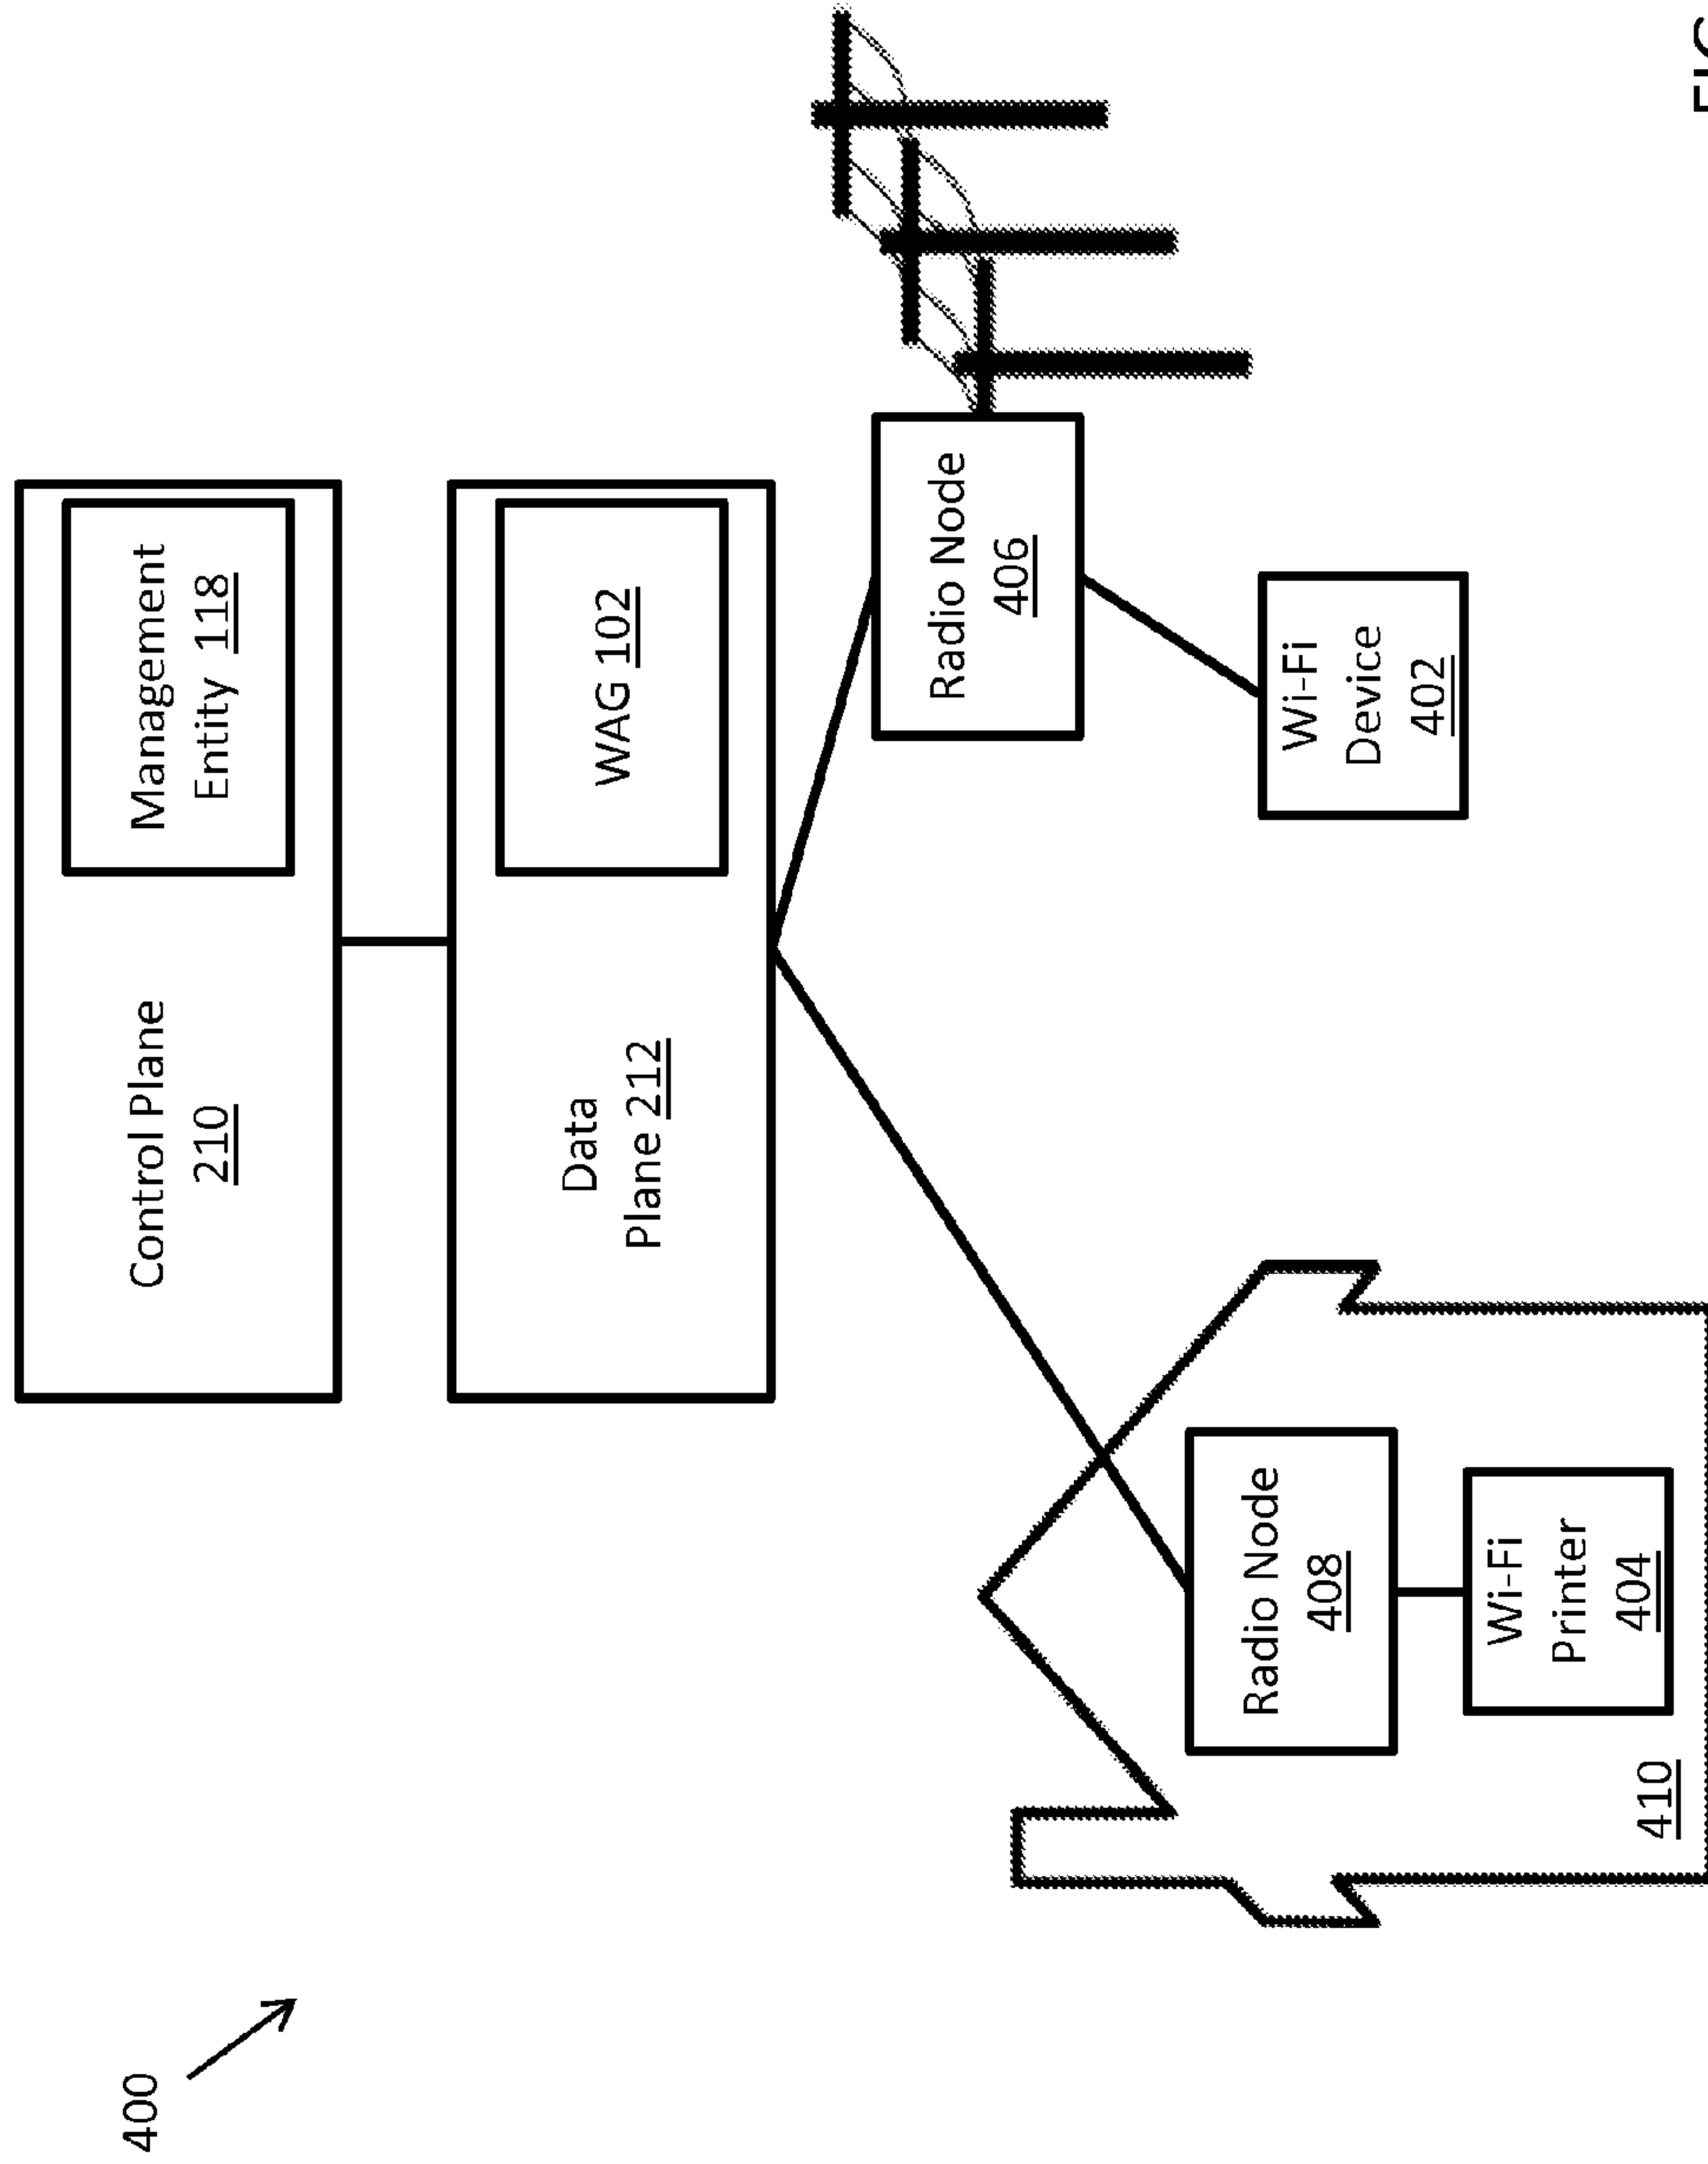 400
Control Plane
210
Management
Entity 118
Data
Plane 212
WAG 102
Radio Node
406
Wi-Fi
Device
402
Radio Node
408
Wi-Fi
Printer
404
410
FIG